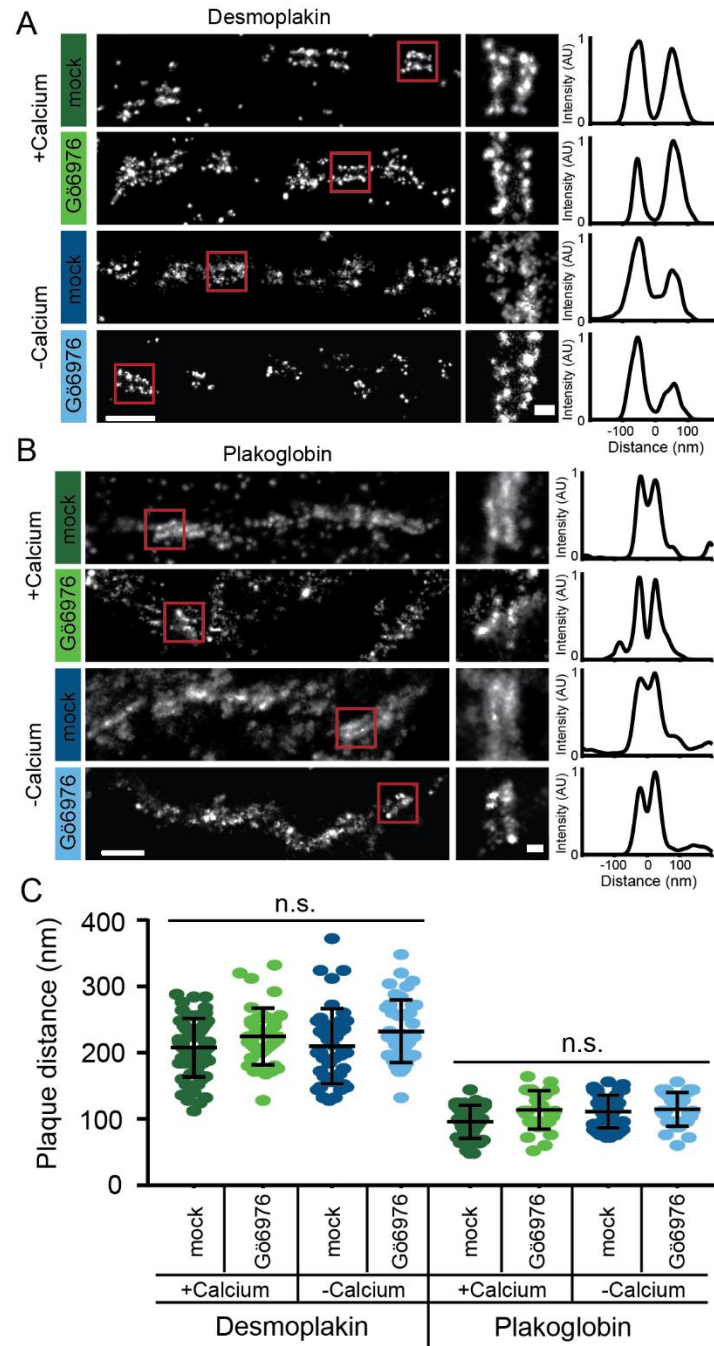 A
Desmoplakin
+Calcium
mock
Intensity (AU)
1
0
Gö6976
Intensity (AU)
1
0
-Calcium
mock
Intensity (AU)
1
0
Gö6976
Intensity (AU)
1
0
-100 0 100
Distance (nm)
B
Plakoglobin
+Calcium
mock
Intensity (AU)
1
0
Gö6976
Intensity (AU)
1
0
-Calcium
mock
Intensity (AU)
1
0
Gö6976
Intensity (AU)
1
0
-100 0 100
Distance (nm)
C
Plaque distance (nm)
400
300
200
100
0
n.s.
n.s.
mock Gö6976 mock Gö6976 mock Gö6976 mock Gö6976
+Calcium -Calcium +Calcium -Calcium
Desmoplakin Plakoglobin